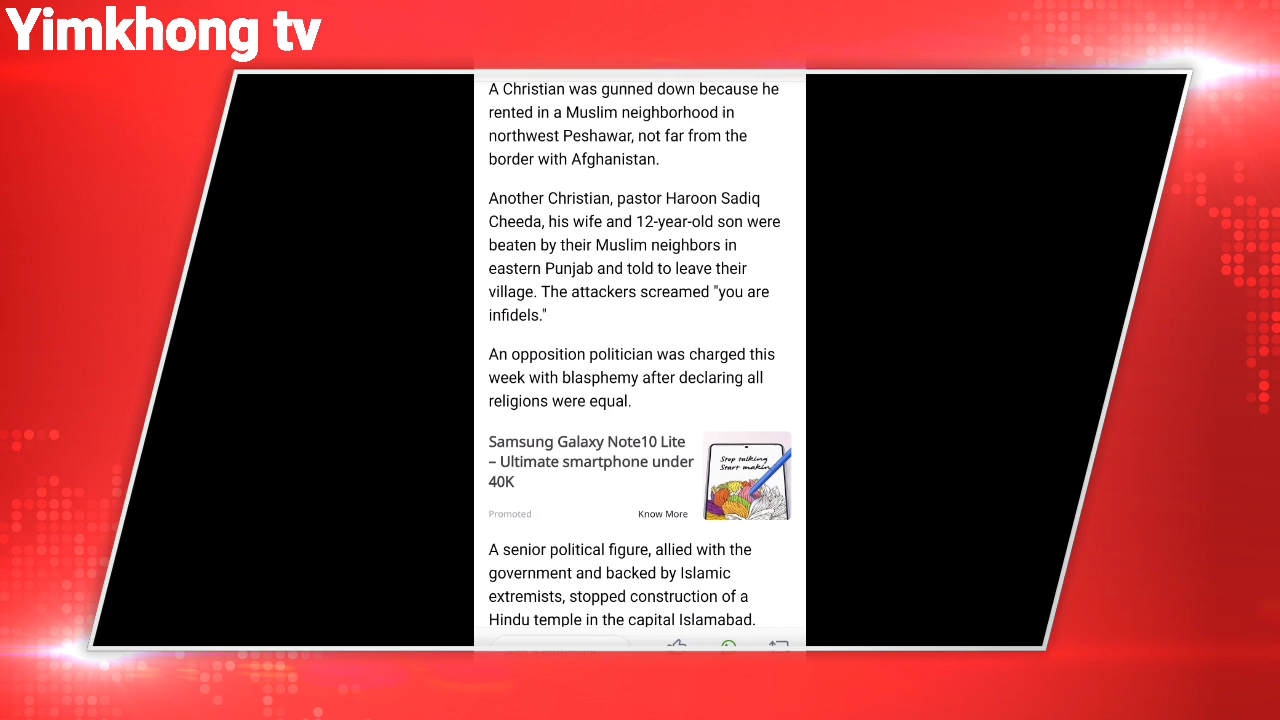 Yimkhong tv
A Christian was gunned down because he
rented in a Muslim neighborhood in
northwest Peshawar, not far from the
border with Afghanistan.
Another Christian, pastor Haroon Sadiq
Cheeda, his wife and 12-year-old son were
beaten by their Muslim neighbors in
eastern Punjab and told to leave their
village. The attackers screamed "you are
infidels."
An opposition politician was charged this
week with blasphemy after declaring all
religions were equal.
Samsung Galaxy Note10 Lite
– Ultimate smartphone under
40K
Promoted
Know More
Stop talking
Start makin
A senior political figure, allied with the
government and backed by Islamic
extremists, stopped construction of a
Hindu temple in the capital Islamabad.